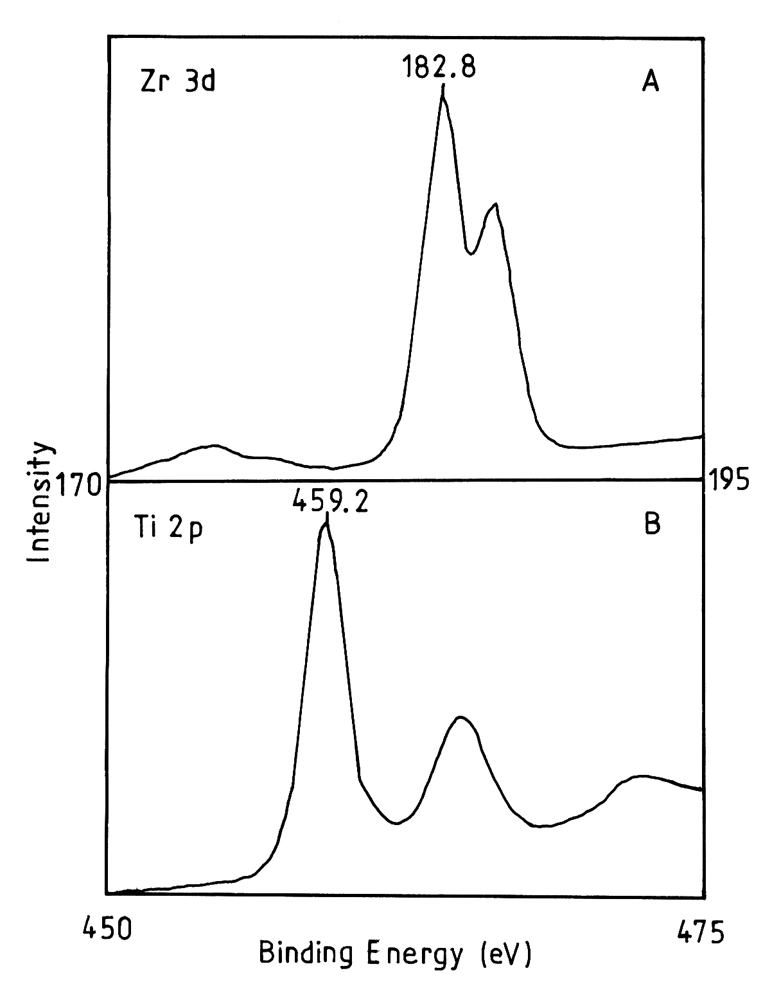 182.8
Zr 3d
A
Intensity
170
195
459.2
Ti 2p
B
450
475
Binding Energy (eV)